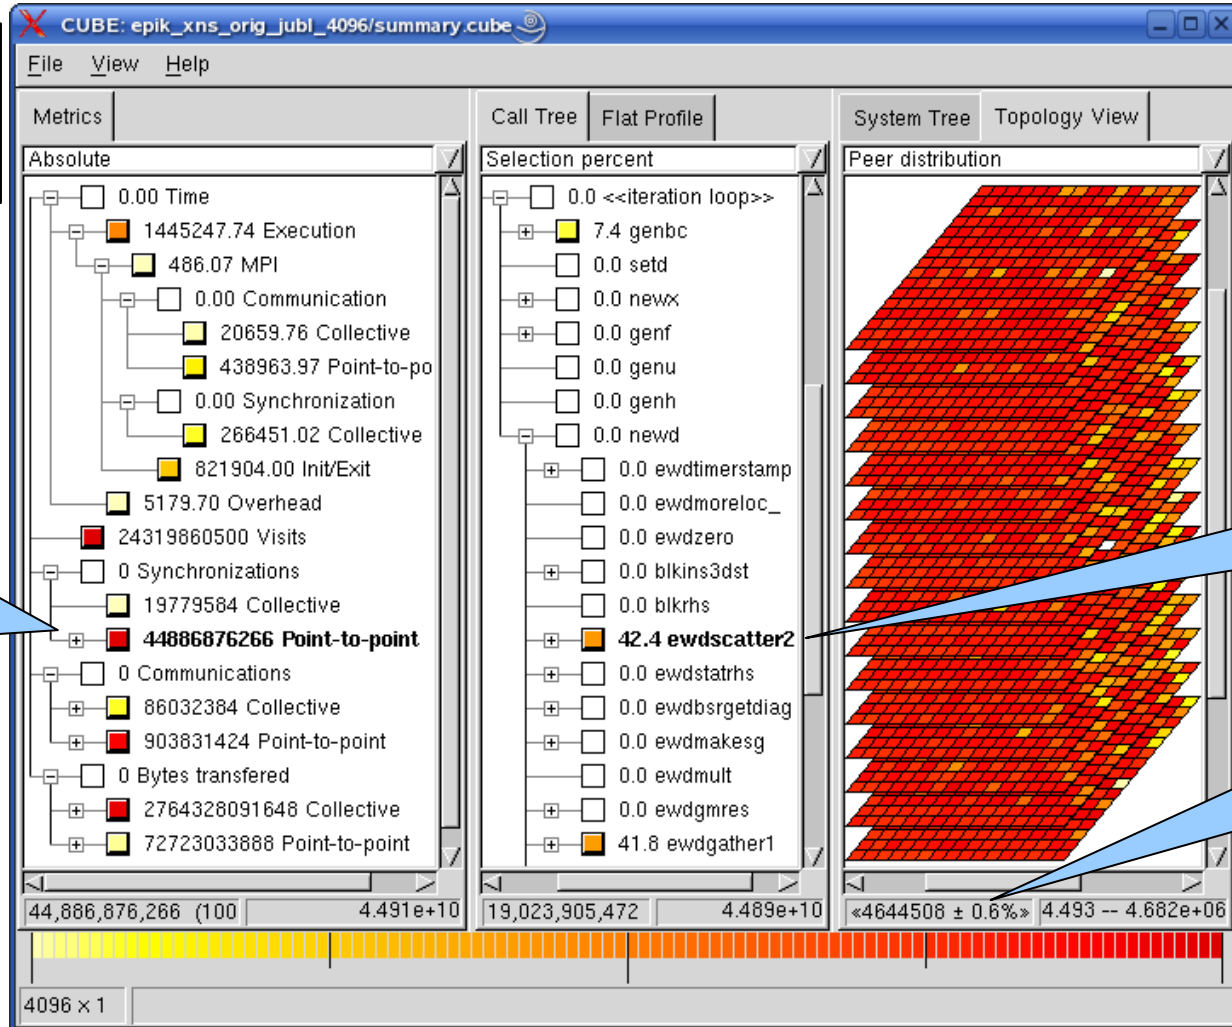 CUBE: epik_xns_orig_jubl_4096/summary.cube
File View Help
Metrics
Absolute
0.00 Time
1445247.74 Execution
486.07 MPI
0.00 Communication
20659.76 Collective
438963.97 Point-to-po
0.00 Synchronization
266451.02 Collective
821904.00 Init/Exit
5179.70 Overhead
24319860500 Visits
0 Synchronizations
19779584 Collective
44886876266 Point-to-point
0 Communications
86032384 Collective
903831424 Point-to-point
0 Bytes transfered
2764328091648 Collective
72723033888 Point-to-point
44,886,876,266 (100 4.491e+10
Call Tree Flat Profile
Selection percent
0.0 <<iteration loop>>
7.4 genbc
0.0 setd
0.0 newx
0.0 genf
0.0 genu
0.0 genh
0.0 newd
0.0 ewdtimerstamp
0.0 ewdmoreloc_
0.0 ewdzero
0.0 blkins3dst
0.0 blkrhs
42.4 ewdscatter2
0.0 ewdstatrhs
0.0 ewdbsrgetdiag
0.0 ewdmakesg
0.0 ewdmult
0.0 ewdgmres
41.8 ewdgather1
19,023,905,472 4.489e+10
System Tree Topology View
Peer distribution
«4644508 ± 0.6%» 4.493 -- 4.682e+06
4096 × 1